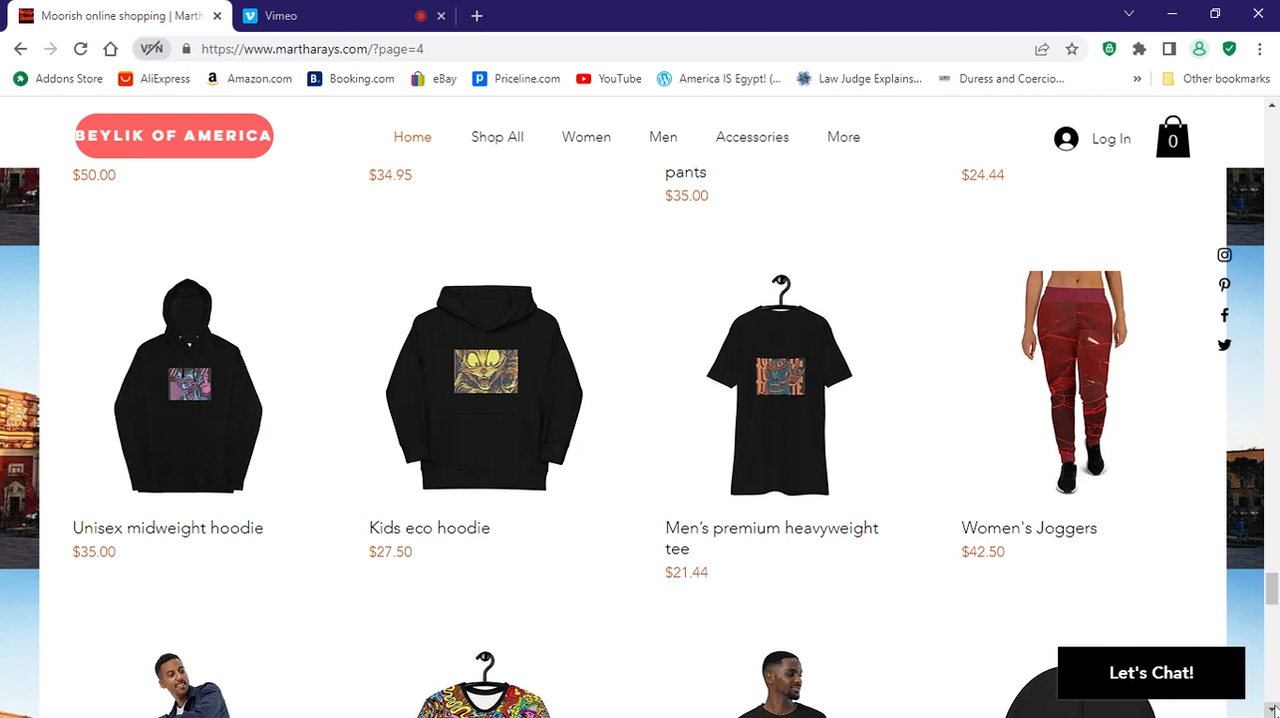 Moorish online shopping | Marth
Vimeo
VPN
https://www.martharays.com/?page=4
Addons Store
AliExpress
Amazon.com
Booking.com
eBay
Priceline.com
YouTube
America IS Egypt! (...
Law Judge Explains...
Duress and Coercio...
»
Other bookmarks
BEYLIK OF AMERICA
Home
Shop All
Women
Men
Accessories
More
Log In
0
$50.00
$34.95
pants
$35.00
$24.44
Unisex midweight hoodie
$35.00
Kids eco hoodie
$27.50
Men's premium heavyweight
tee
$21.44
Women's Joggers
$42.50
Let's Chat!